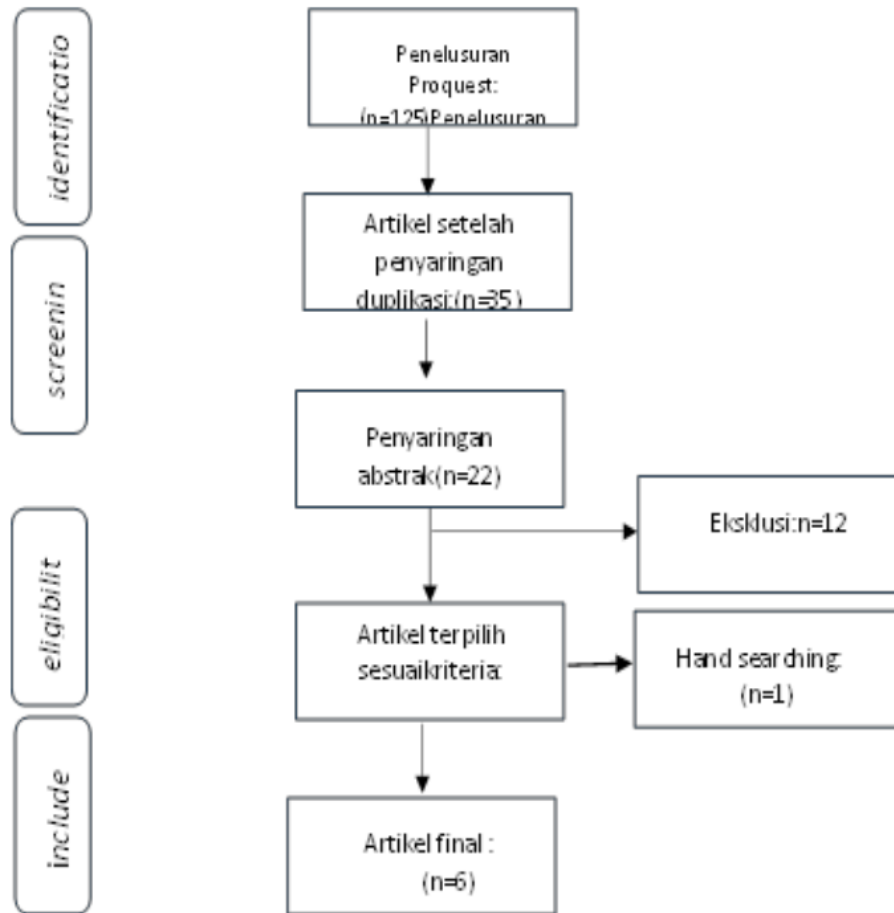 identificatio
Penelusuran
Proquest:
(n=125)Penelusuran
screenin
Artikel setelah
penyaringan
duplikasi:(n=35)
Penyaringan
abstrak(n=22)
Eksklusi:n=12
eligibilit
Artikel terpilih
sesuaikriteria:
Hand searching:
(n=1)
include
Artikel final :
(n=6)